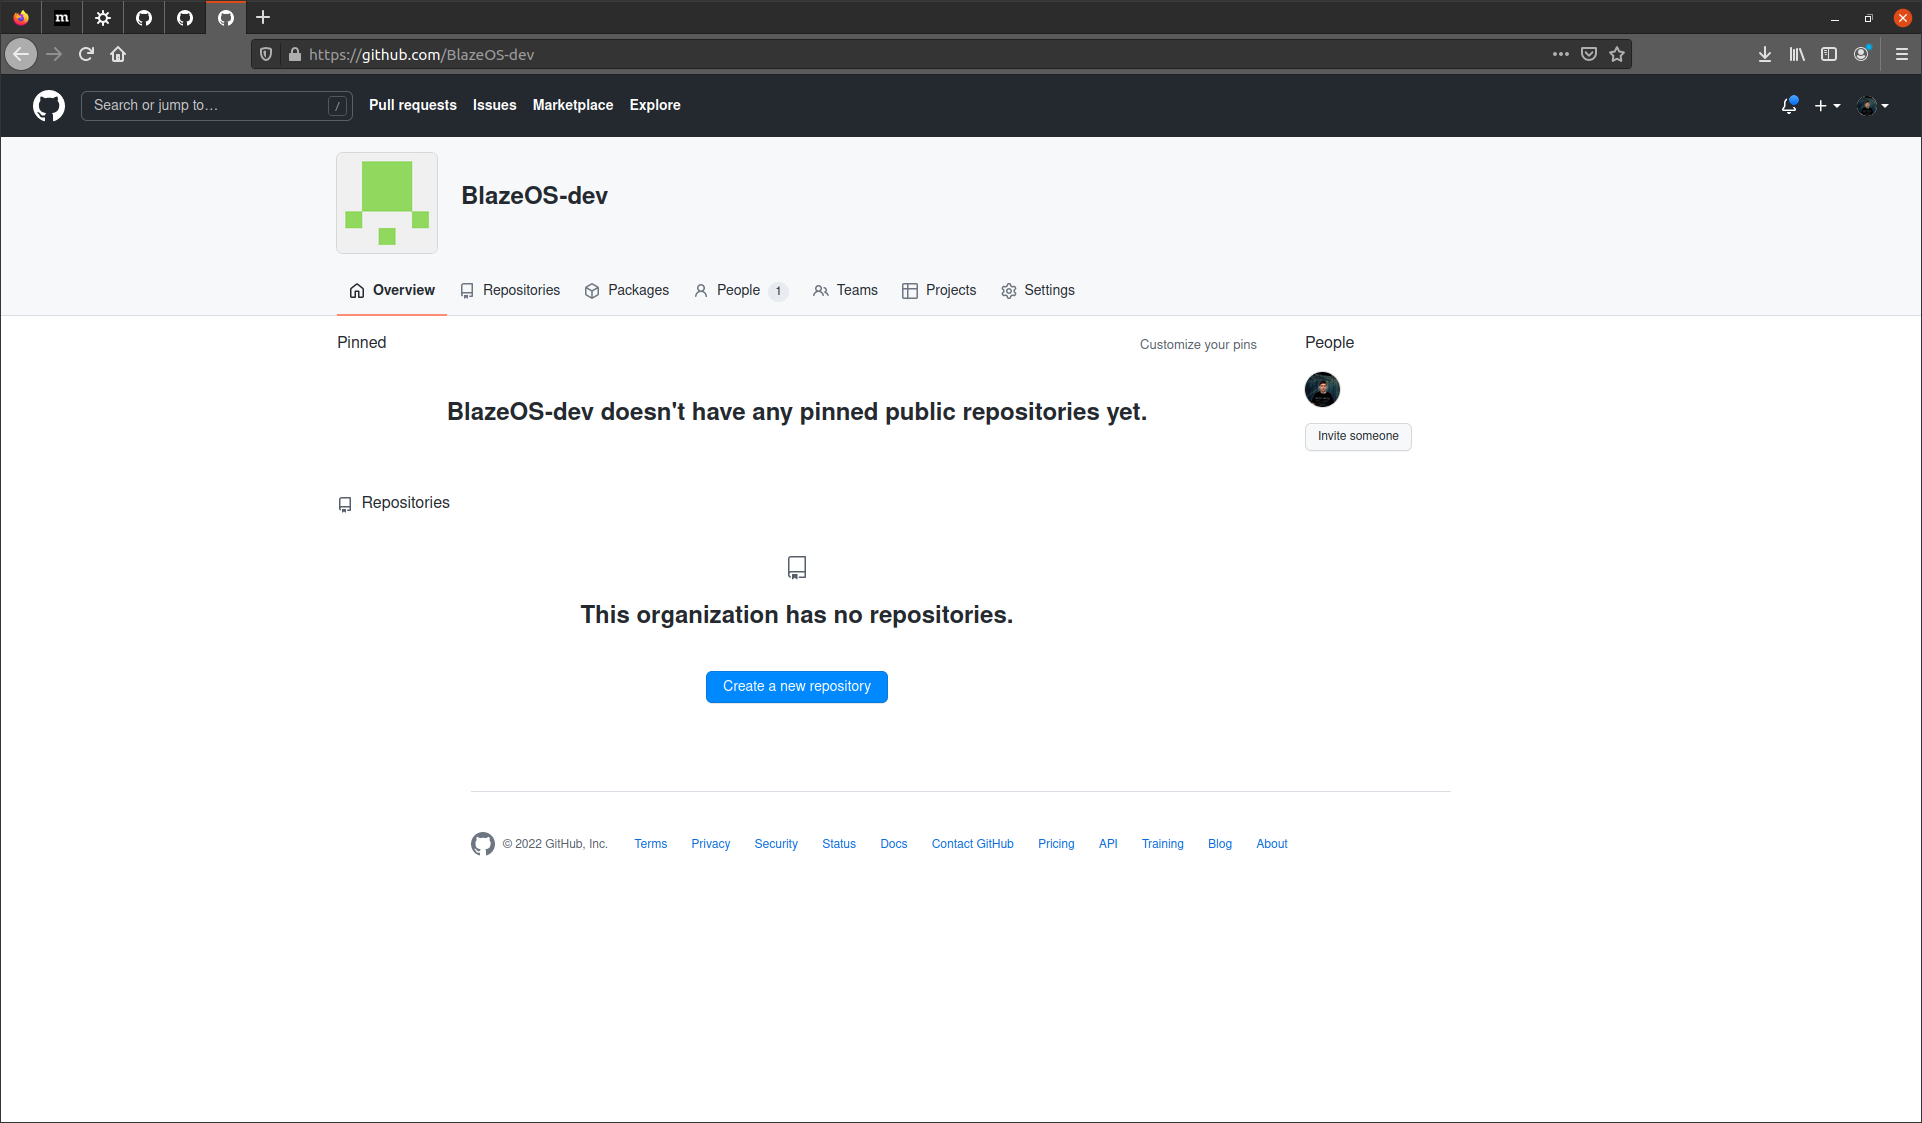 m
https://github.com/BlazeOS-dev
Search or jump to… /
Pull requests Issues Marketplace Explore
BlazeOS-dev
Overview Repositories Packages People 1 Teams Projects Settings
Pinned
Customize your pins
People
BlazeOS-dev doesn't have any pinned public repositories yet.
Invite someone
Repositories
This organization has no repositories.
Create a new repository
© 2022 GitHub, Inc. Terms Privacy Security Status Docs Contact GitHub Pricing API Training Blog About